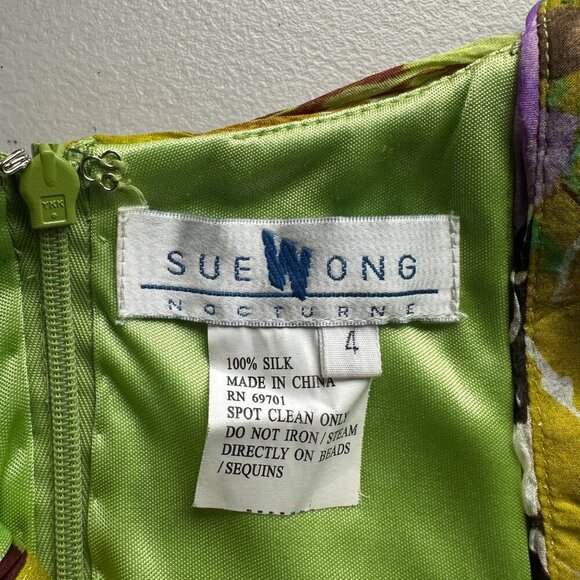 YKK
SUE WONG
NOCTURNE
4
100% SILK
MADE IN CHINA
RN 69701
SPOT CLEAN ONLY
DO NOT IRON/STEAM
DIRECTLY ON BEADS
/SEQUINS